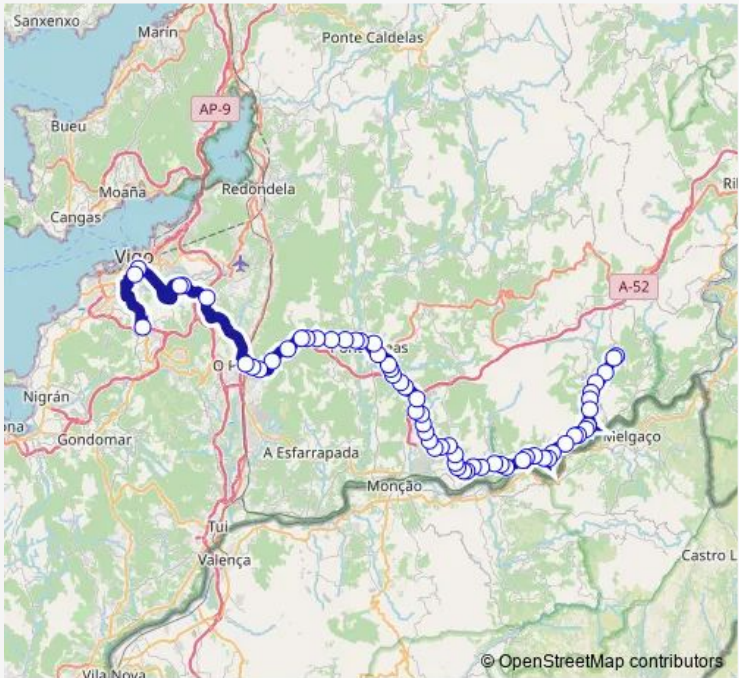 Sanxenxo
Marín
Ponte Caldelas
AP-9
Bueu
Moaña
Redondela
Cangas
Vigo
A-52
Nigrán
Gondomar
A Esfarrapada
Melgaço
Monção
Tui
Valença
Castro L
Vila Nova
© OpenStreetMap contributors